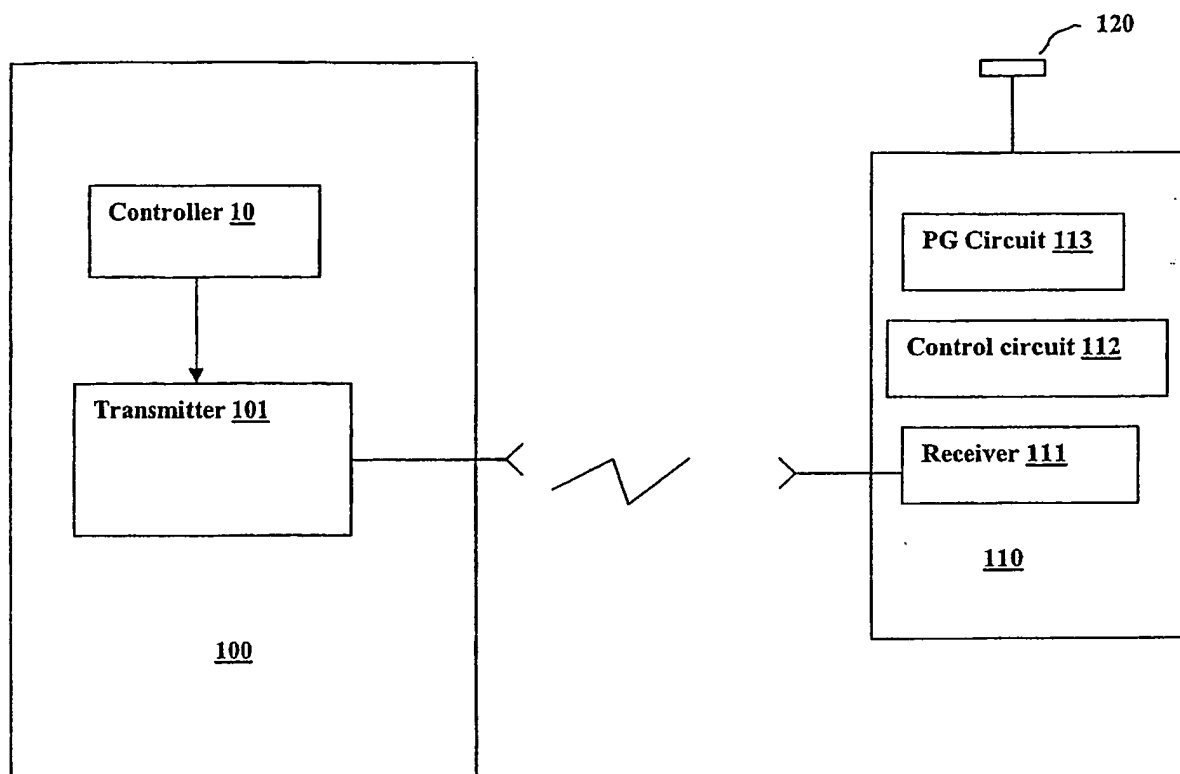 120
Controller 10
PG Circuit 113
Control circuit 112
Transmitter 101
Receiver 111
110
100